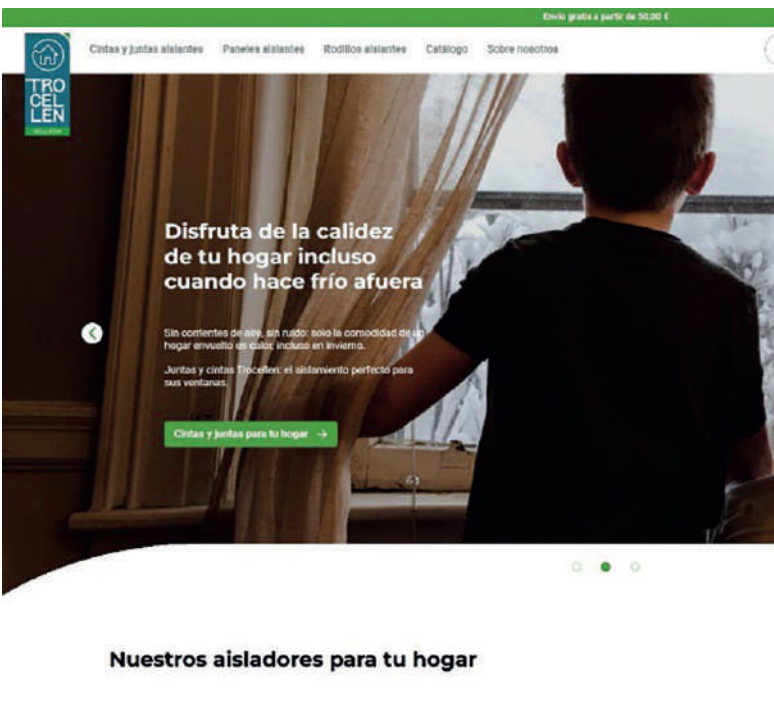 Envío gratis a partir de 50,00 €
Cintas y juntas aislantes Paneles aislantes Rodillos aislantes Catálogo Sobre nosotros
TRO
CEL
LEN
Disfruta de la calidez
de tu hogar incluso
cuando hace frío afuera
Sin corrientes de aire, sin ruido: solo la comodidad de un
hogar envuelto en calor, incluso en invierno.
Juntas y cintas Trocellen: el aislamiento perfecto para
sus ventanas.
Cintas y juntas para tu hogar →
Nuestros aisladores para tu hogar